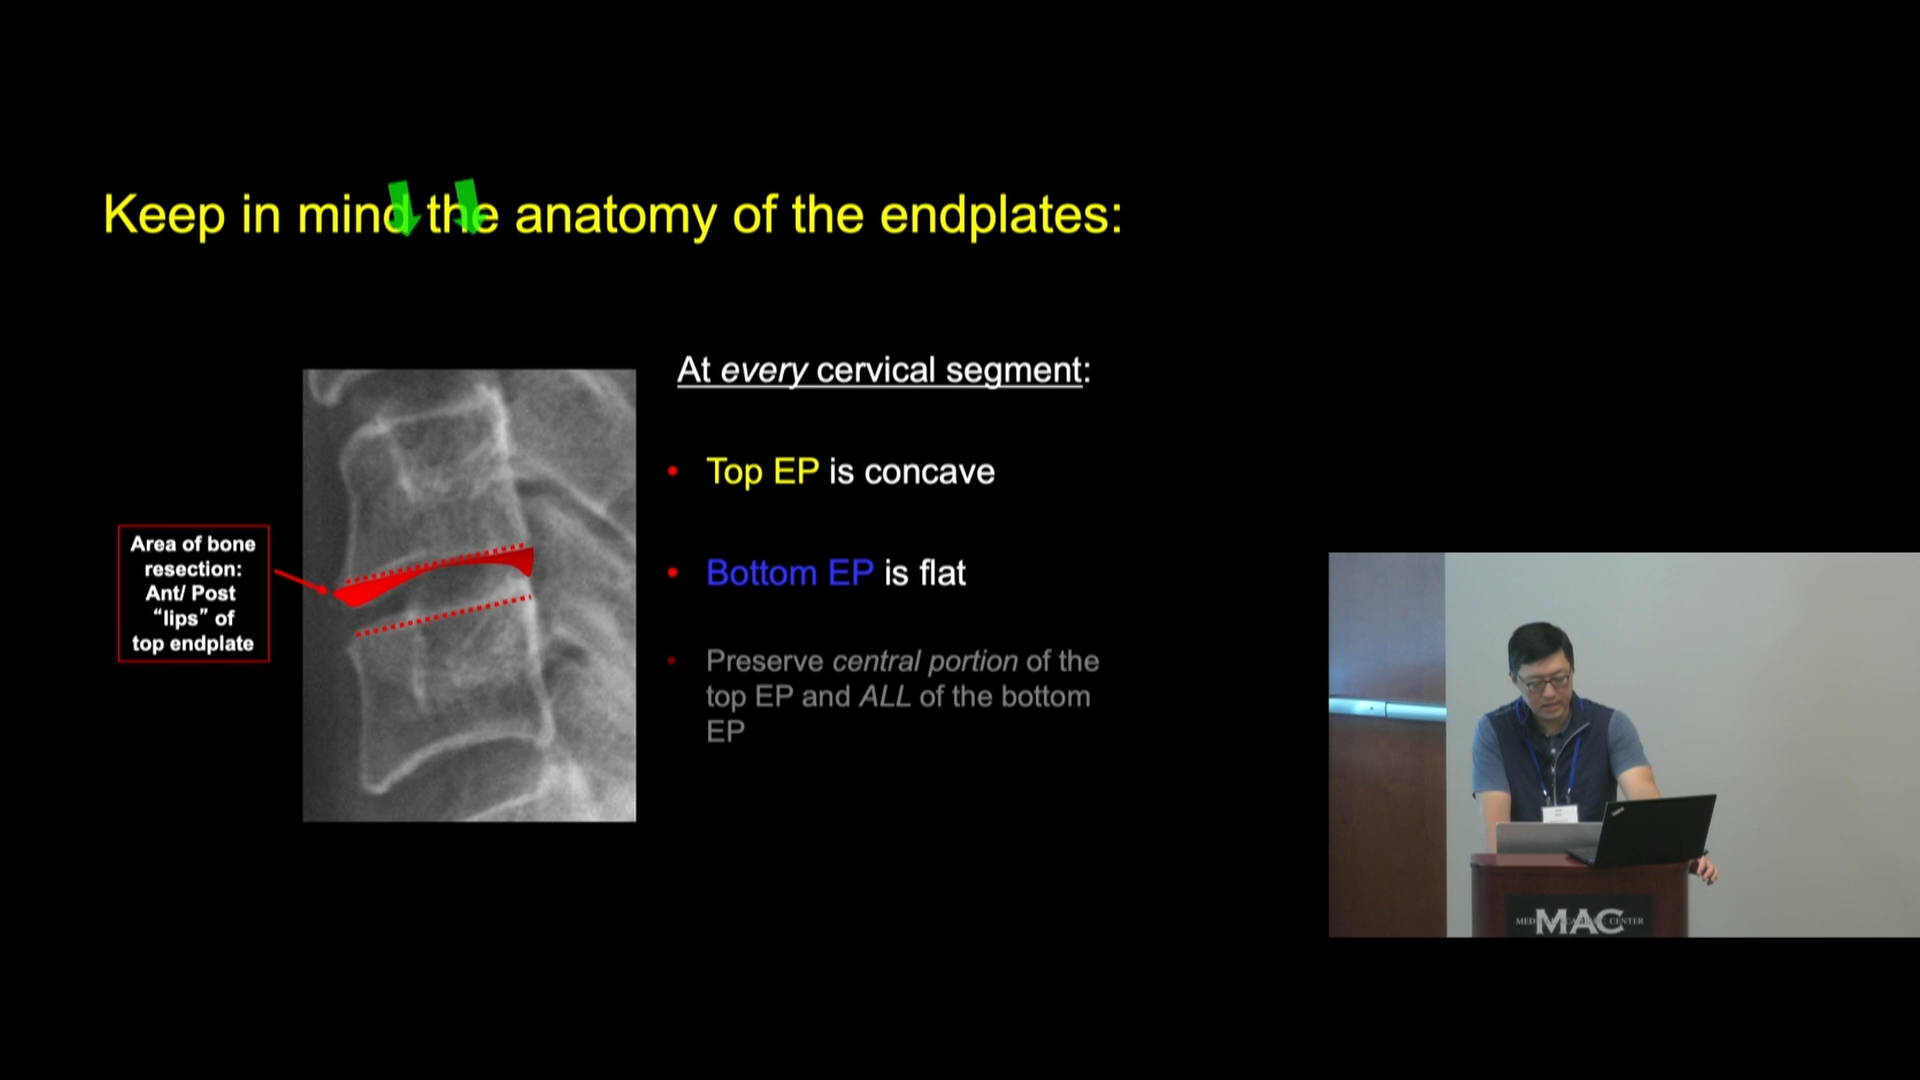 Keep in mind the anatomy of the endplates:
At every cervical segment:
• Top EP is concave
• Bottom EP is flat
• Preserve central portion of the
top EP and ALL of the bottom
EP
Area of bone
resection:
Ant/ Post
“lips” of
top endplate
MAC
CENTER